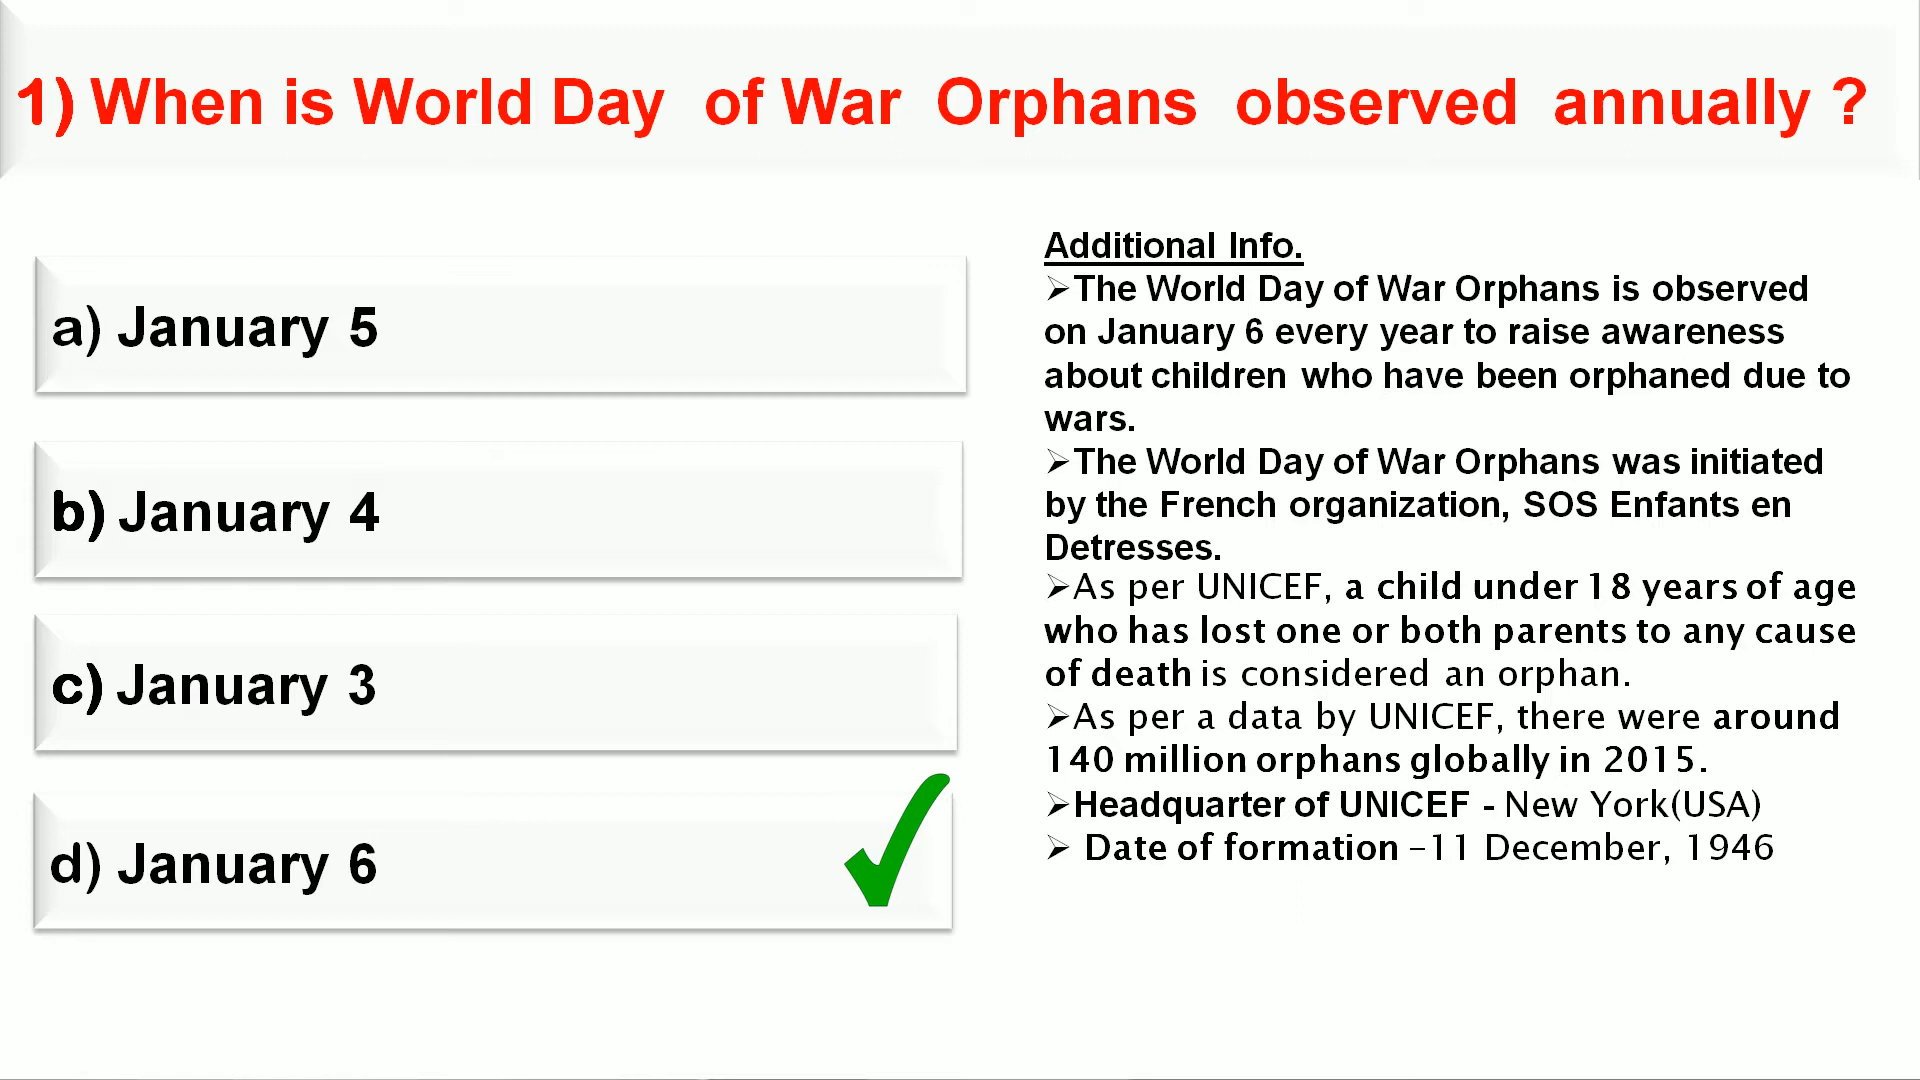 1) When is World Day of War Orphans observed annually ?
a) January 5
b) January 4
c) January 3
d) January 6
Additional Info.
➢The World Day of War Orphans is observed
on January 6 every year to raise awareness
about children who have been orphaned due to
wars.
➢The World Day of War Orphans was initiated
by the French organization, SOS Enfants en
Detresses.
➢As per UNICEF, a child under 18 years of age
who has lost one or both parents to any cause
of death is considered an orphan.
➢As per a data by UNICEF, there were around
140 million orphans globally in 2015.
➢Headquarter of UNICEF - New York(USA)
➢ Date of formation –11 December, 1946